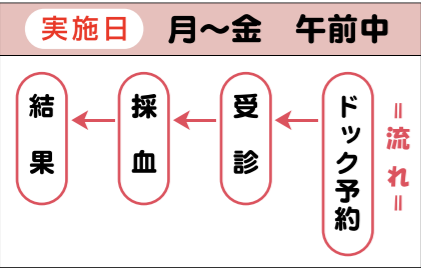 実施日 月〜金 午前中
=流れ=
ドック予約
受診
採血
結果